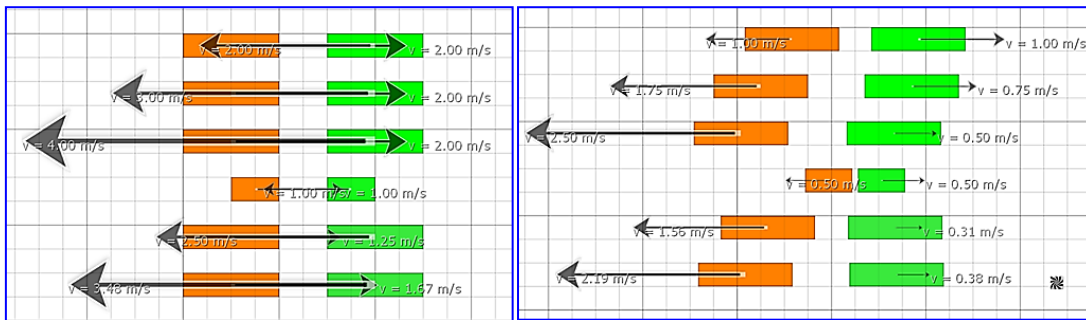 v = 2.00 m/s v = 2.00 m/s
v = 3.00 m/s v = 2.00 m/s
v = 4.00 m/s v = 2.00 m/s
v = 1.00 m/s v = 1.00 m/s
v = 2.50 m/s v = 1.25 m/s
v = 3.48 m/s v = 1.67 m/s
v = 1.00 m/s v = 1.00 m/s
v = 1.75 m/s v = 0.75 m/s
v = 2.50 m/s v = 0.50 m/s
v = 0.50 m/s v = 0.50 m/s
v = 1.56 m/s v = 0.31 m/s
v = 2.19 m/s v = 0.38 m/s